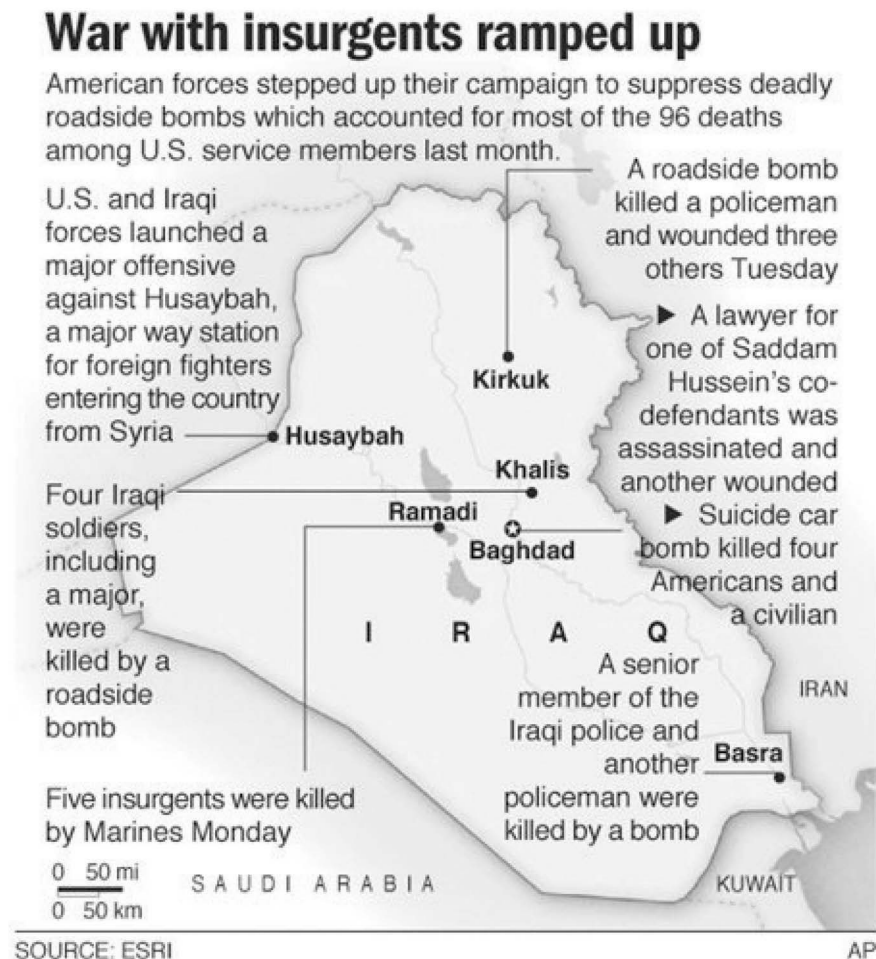 War with insurgents ramped up
American forces stepped up their campaign to suppress deadly
roadside bombs which accounted for most of the 96 deaths
among U.S. service members last month.
A roadside bomb
killed a policeman
and wounded three
others Tuesday
U.S. and Iraqi
forces launched a
major offensive
against Husaybah,
a major way station
for foreign fighters
entering the country
from Syria
▶ A lawyer for
one of Saddam
Hussein's co-
defendants was
assassinated and
another wounded
▶ Suicide car
bomb killed four
Americans and
a civilian
Kirkuk
Husaybah
Khalis
Ramadi
Baghdad
Four Iraqi
soldiers,
including
a major,
were
killed by a
roadside
bomb
I R A Q
A senior
member of the
Iraqi police and
another
policeman were
killed by a bomb
IRAN
Basra
Five insurgents were killed
by Marines Monday
0 50 mi
0 50 km
SAUDI ARABIA
KUWAIT
SOURCE: ESRI
AP